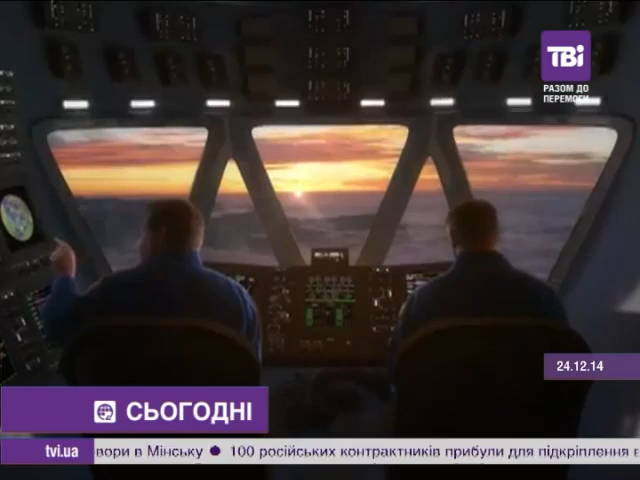 ТВі
РАЗОМ ДО
ПЕРЕМОГИ
24.12.14
СЬОГОДНІ
tvi.ua
вори в Мінську ● 100 російських контрактників прибули для підкріплення в